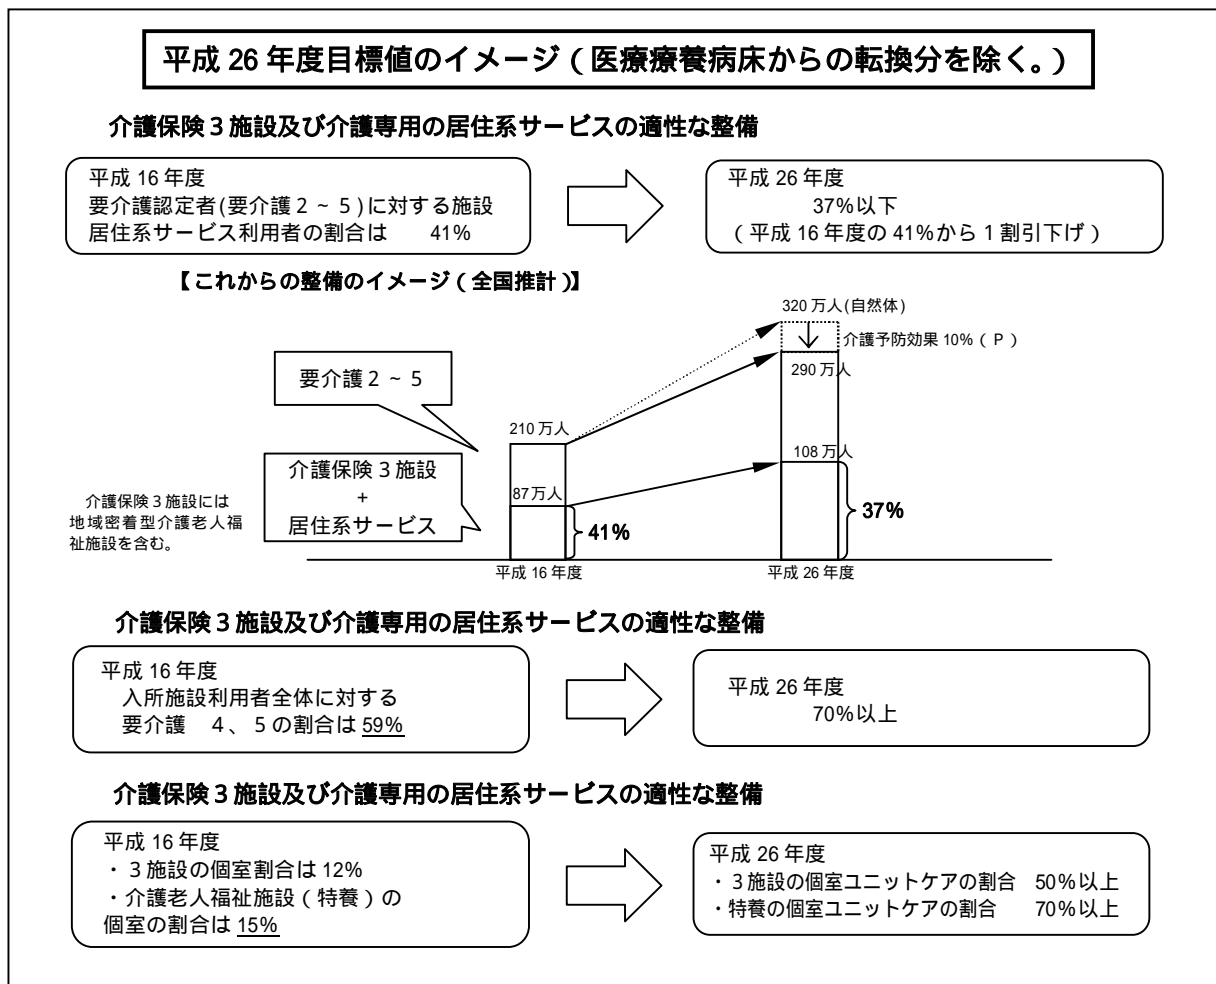 平成 26 年度目標値のイメージ（医療療養病床からの転換分を除く。）
介護保険３施設及び介護専用の居住系サービスの適性な整備
平成 16 年度
要介護認定者(要介護２～５)に対する施設
居住系サービス利用者の割合は　41%
平成 26 年度
37%以下
（平成 16 年度の 41%から１割引下げ）
【これからの整備のイメージ（全国推計）】
320 万人(自然体)
介護予防効果 10%（Ｐ）
290 万人
要介護２～５
210 万人
108 万人
介護保険３施設
+
居住系サービス
87 万人
41%
37%
介護保険３施設には
地域密着型介護老人福
祉施設を含む。
平成 16 年度
平成 26 年度
介護保険３施設及び介護専用の居住系サービスの適性な整備
平成 16 年度
入所施設利用者全体に対する
要介護　４、５の割合は 59%
平成 26 年度
70%以上
介護保険３施設及び介護専用の居住系サービスの適性な整備
平成 16 年度
・３施設の個室割合は 12%
・介護老人福祉施設（特養）の
個室の割合は 15%
平成 26 年度
・３施設の個室ユニットケアの割合　50%以上
・特養の個室ユニットケアの割合　70%以上